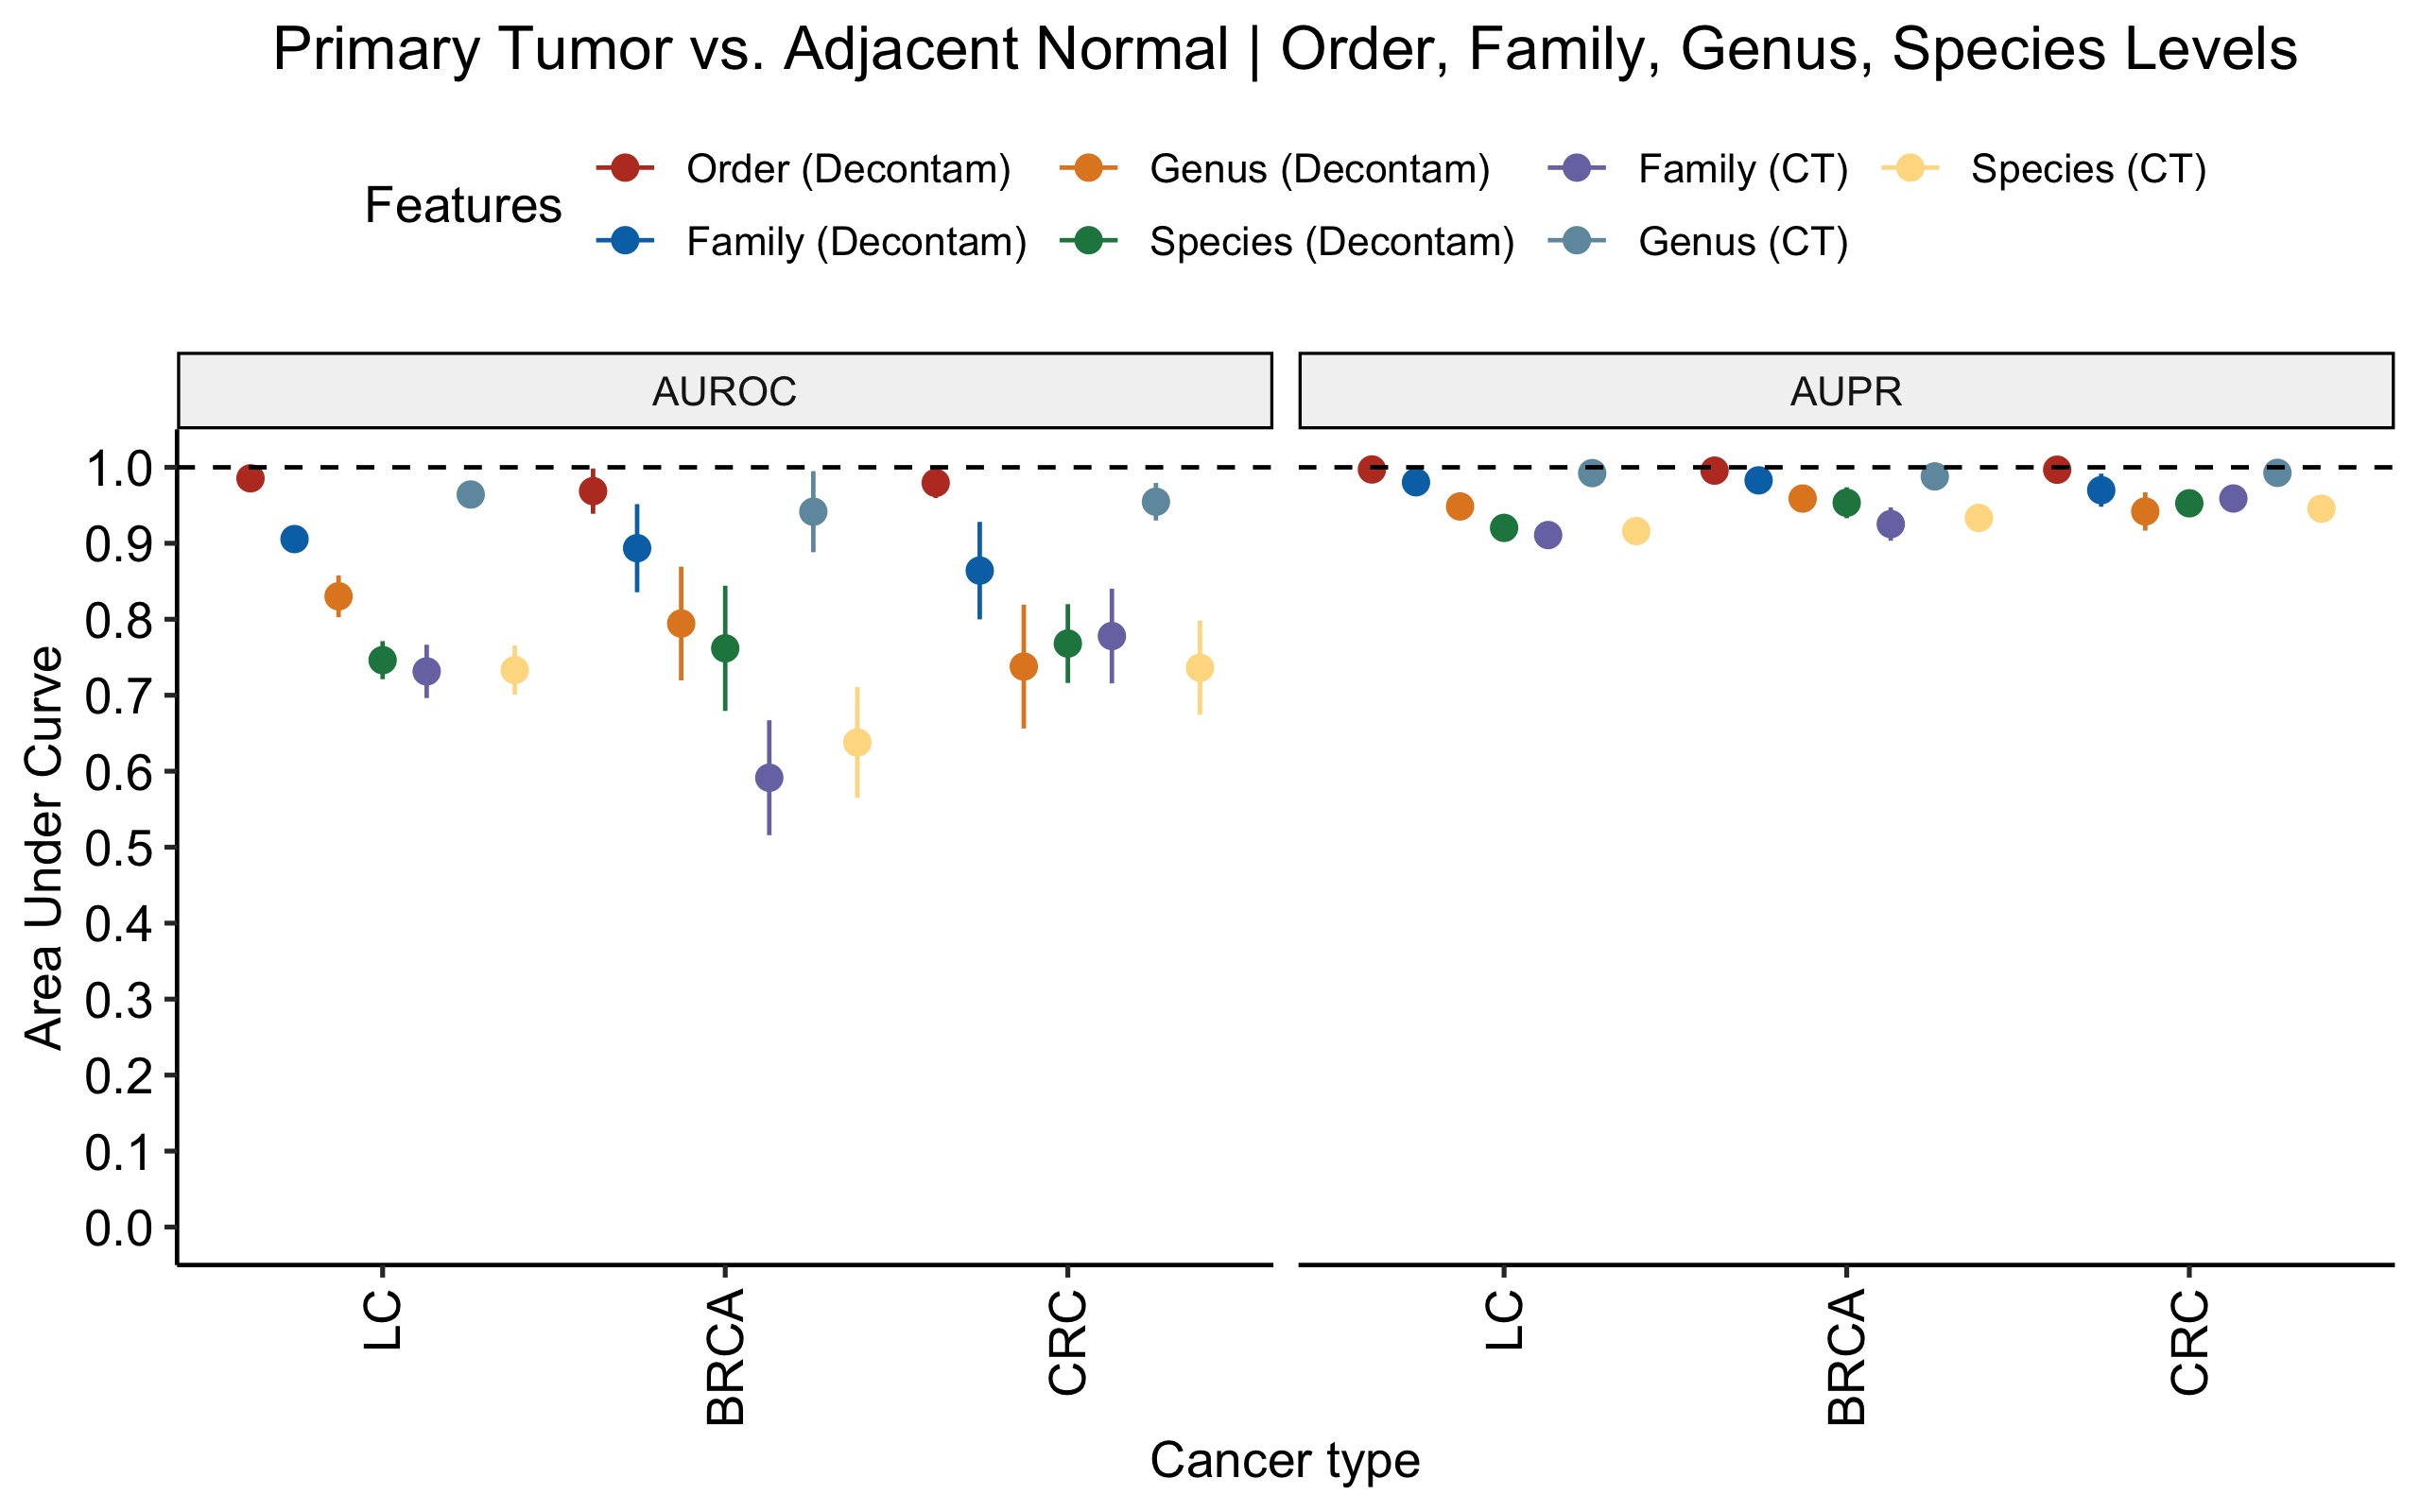 Primary Tumor vs. Adjacent Normal | Order, Family, Genus, Species Levels
Features
Order (Decontam)
Genus (Decontam)
Family (CT)
Species (CT)
Family (Decontam)
Species (Decontam)
Genus (CT)
AUROC
AUPR
Area Under Curve
1.0
0.9
0.8
0.7
0.6
0.5
0.4
0.3
0.2
0.1
0.0
LC
BRCA
CRC
LC
BRCA
CRC
Cancer type